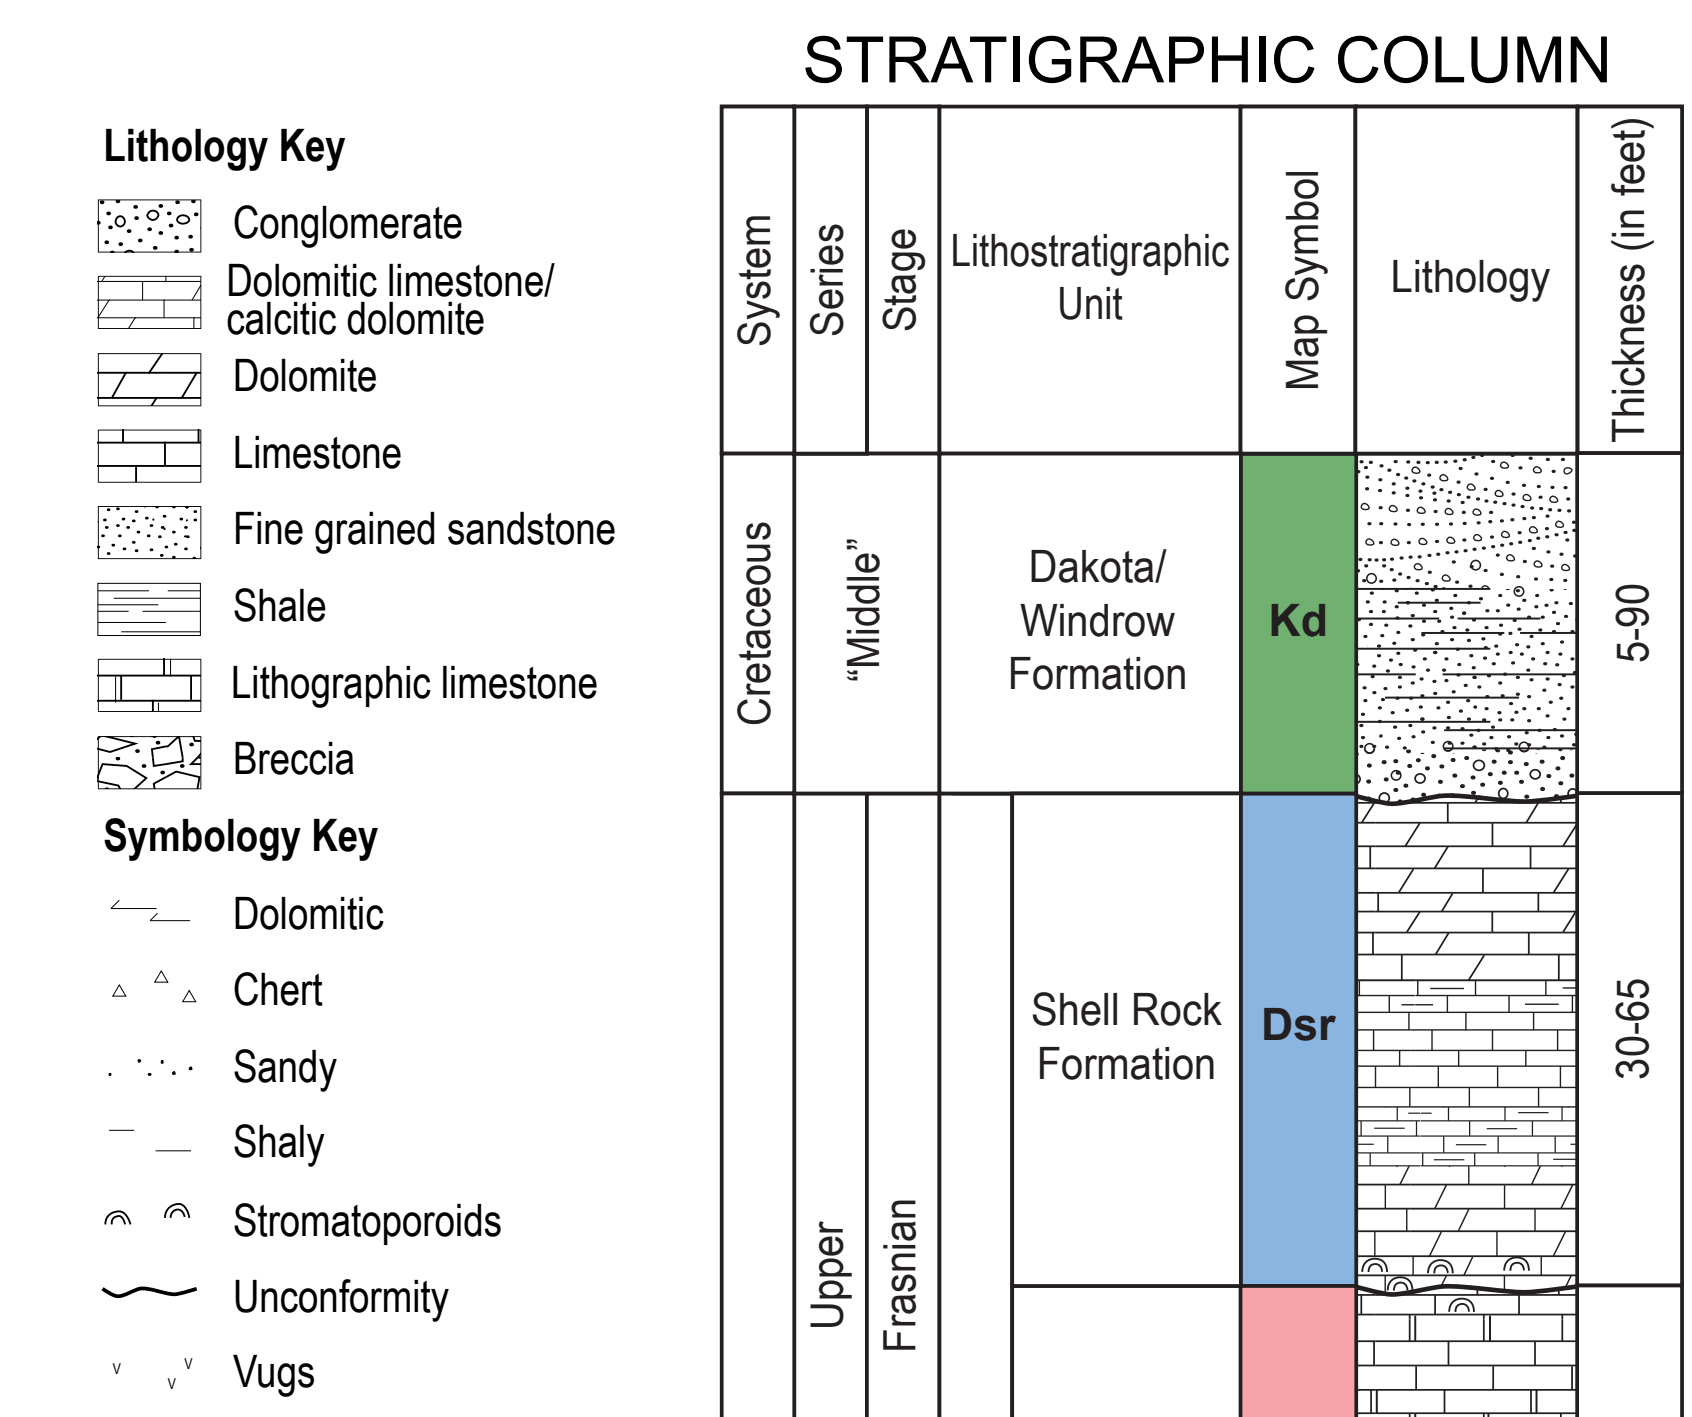 STRATIGRAPHIC COLUMN
Lithology Key
Conglomerate
Dolomitic limestone/
calcitic dolomite
Dolomite
Limestone
Fine grained sandstone
Shale
Lithographic limestone
Breccia
Symbology Key
Dolomitic
Chert
Sandy
Shaly
Stromatoporoids
Unconformity
Vugs
System
Series
Stage
Lithostratigraphic
Unit
Map Symbol
Lithology
Thickness (in feet)
Cretaceous
“Middle”
Dakota/
Windrow
Formation
Kd
5-90
Upper
Frasnian
Shell Rock
Formation
Dsr
30-65